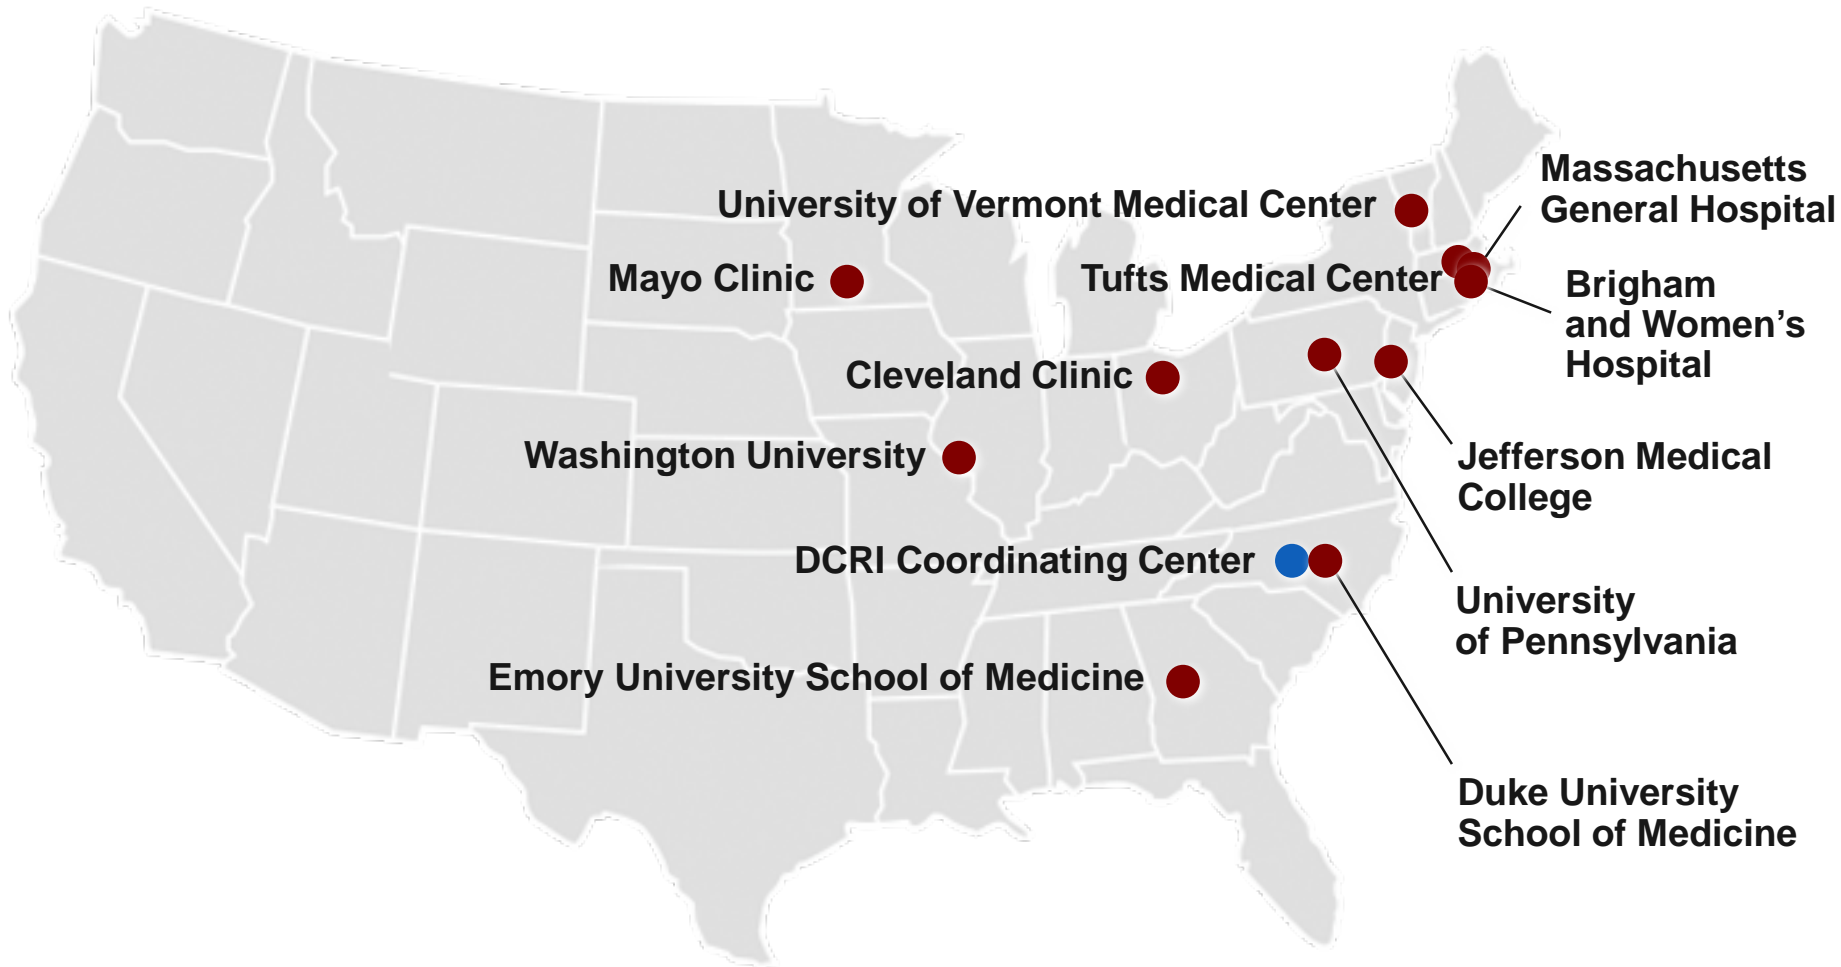 Massachusetts
General Hospital
University of Vermont Medical Center
Mayo Clinic
Tufts Medical Center
Brigham
and Women’s
Hospital
Cleveland Clinic
Washington University
Jefferson Medical
College
DCRI Coordinating Center
University
of Pennsylvania
Emory University School of Medicine
Duke University
School of Medicine